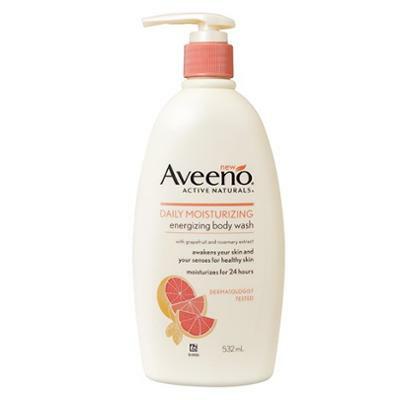 new
Aveeno®
ACTIVE NATURALS®
DAILY MOISTURIZING
energizing body wash
with grapefruit and rosemary extract
awakens your skin and
your senses for healthy skin
moisturizes for 24 hours
DERMATOLOGIST
TESTED
532 mL